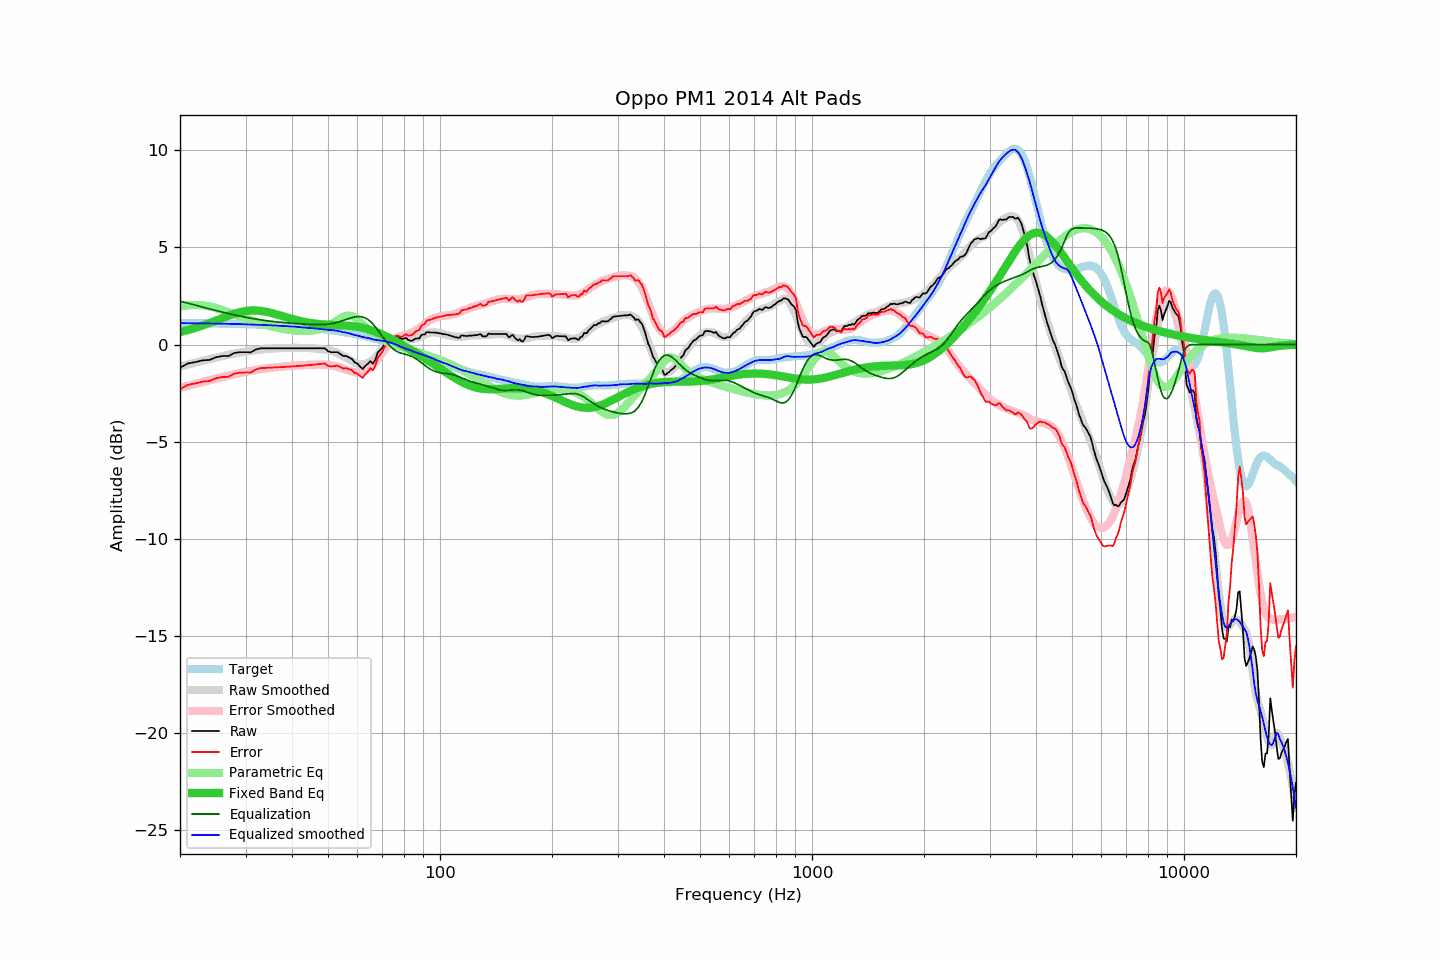 Oppo PM1 2014 Alt Pads
10
5
0
−5
−10
−15
−20
−25
Amplitude (dBr)
Target
Raw Smoothed
Error Smoothed
Raw
Error
Parametric Eq
Fixed Band Eq
Equalization
Equalized smoothed
100
1000
10000
Frequency (Hz)